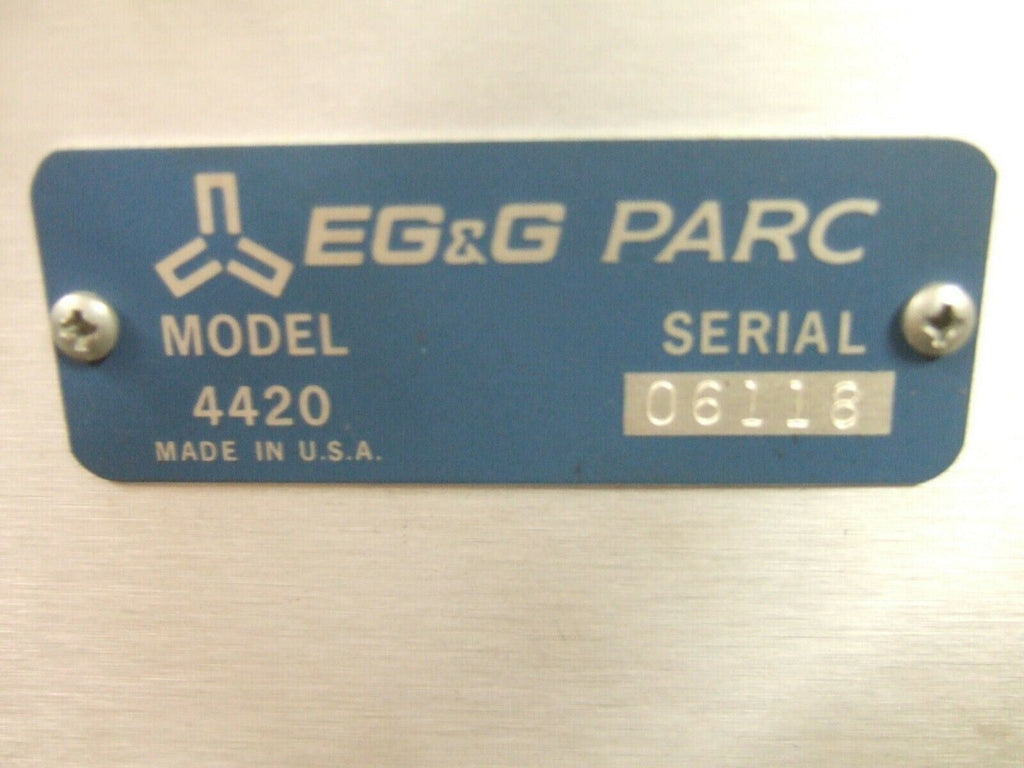 EG&G PARC
MODEL SERIAL
4420 06118
MADE IN U.S.A.